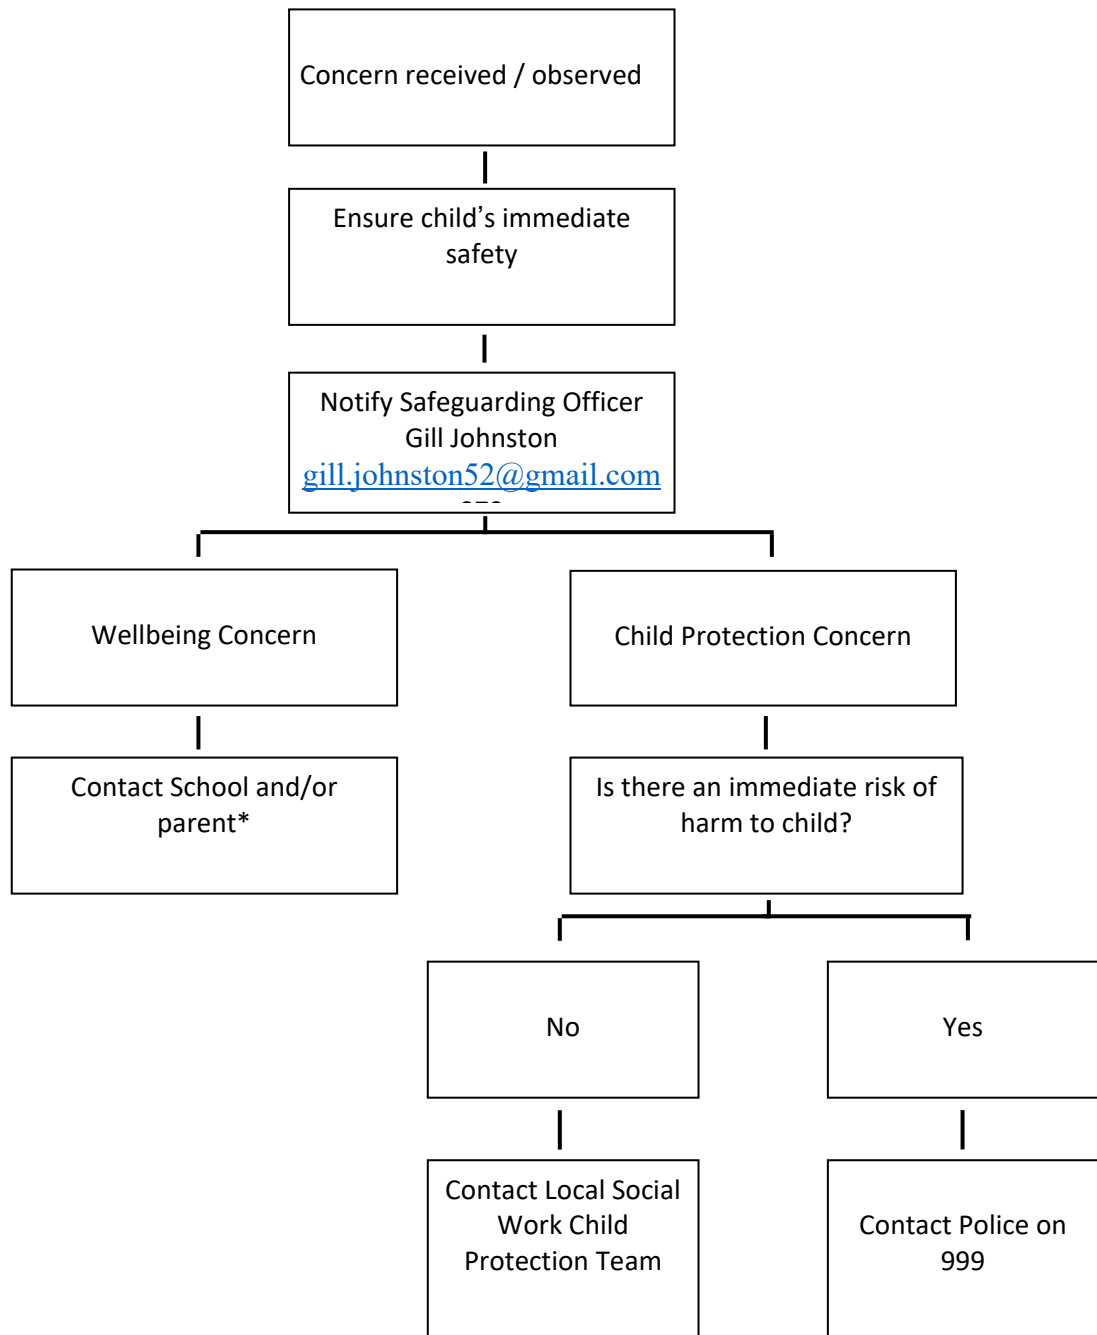 Concern received / observed
Ensure child’s immediate
safety
Notify Safeguarding Officer
Gill Johnston
gill.johnston52@gmail.com
Wellbeing Concern
Child Protection Concern
Contact School and/or
parent*
Is there an immediate risk of
harm to child?
No
Yes
Contact Local Social
Work Child
Protection Team
Contact Police on
999